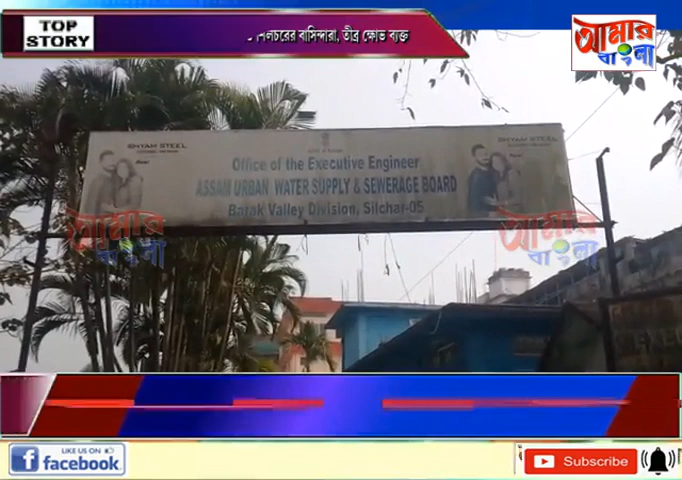 TOP
STORY
শিলচরের বাসিন্দারা, তীব্র ক্ষোভ ব্যক্ত
আমার
বাংলা
SHYAM STEEL
SHYAM STEEL
Office of the Executive Engineer
ASSAM URBAN WATER SUPPLY & SEWERAGE BOARD
Barak Valley Division, Silchar-05
আমার
বাংলা
আমার
বাংলা
LIKE US ON
facebook.
Subscribe